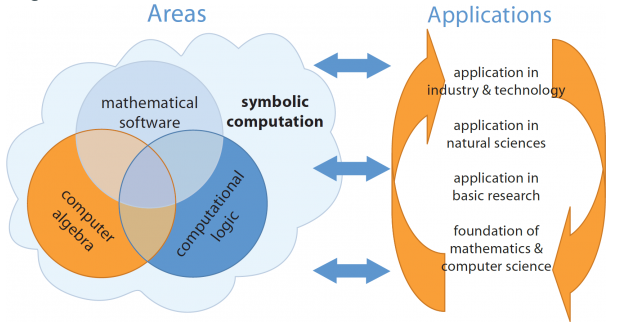 Areas
Applications
mathematical
software
symbolic
computation
computer
algebra
computational
logic
application in
industry & technology
application in
natural sciences
application in
basic research
foundation of
mathematics &
computer science